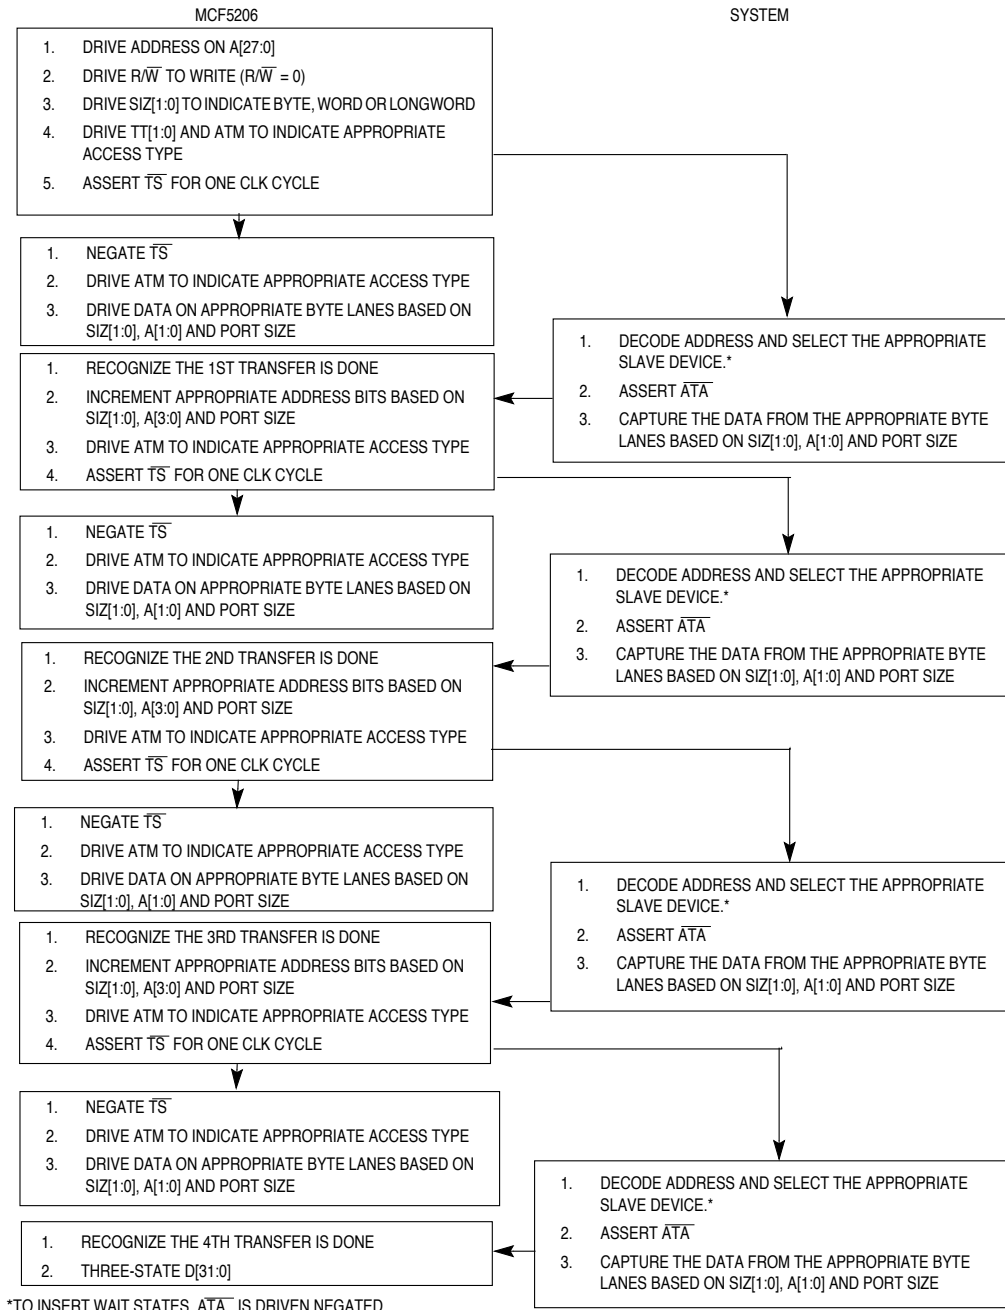 MCF5206
SYSTEM
1. DRIVE ADDRESS ON A[27:0]
2. DRIVE R/W̅ TO WRITE (R/W̅ = 0)
3. DRIVE SIZ[1:0] TO INDICATE BYTE, WORD OR LONGWORD
4. DRIVE TT[1:0] AND ATM TO INDICATE APPROPRIATE
ACCESS TYPE
5. ASSERT T̅S̅ FOR ONE CLK CYCLE
1. NEGATE T̅S̅
2. DRIVE ATM TO INDICATE APPROPRIATE ACCESS TYPE
3. DRIVE DATA ON APPROPRIATE BYTE LANES BASED ON
SIZ[1:0], A[1:0] AND PORT SIZE
1. DECODE ADDRESS AND SELECT THE APPROPRIATE
SLAVE DEVICE.*
2. ASSERT A̅T̅A̅
3. CAPTURE THE DATA FROM THE APPROPRIATE BYTE
LANES BASED ON SIZ[1:0], A[1:0] AND PORT SIZE
1. RECOGNIZE THE 1ST TRANSFER IS DONE
2. INCREMENT APPROPRIATE ADDRESS BITS BASED ON
SIZ[1:0], A[3:0] AND PORT SIZE
3. DRIVE ATM TO INDICATE APPROPRIATE ACCESS TYPE
4. ASSERT T̅S̅ FOR ONE CLK CYCLE
1. NEGATE T̅S̅
2. DRIVE ATM TO INDICATE APPROPRIATE ACCESS TYPE
3. DRIVE DATA ON APPROPRIATE BYTE LANES BASED ON
SIZ[1:0], A[1:0] AND PORT SIZE
1. DECODE ADDRESS AND SELECT THE APPROPRIATE
SLAVE DEVICE.*
2. ASSERT A̅T̅A̅
3. CAPTURE THE DATA FROM THE APPROPRIATE BYTE
LANES BASED ON SIZ[1:0], A[1:0] AND PORT SIZE
1. RECOGNIZE THE 2ND TRANSFER IS DONE
2. INCREMENT APPROPRIATE ADDRESS BITS BASED ON
SIZ[1:0], A[3:0] AND PORT SIZE
3. DRIVE ATM TO INDICATE APPROPRIATE ACCESS TYPE
4. ASSERT T̅S̅ FOR ONE CLK CYCLE
1. NEGATE T̅S̅
2. DRIVE ATM TO INDICATE APPROPRIATE ACCESS TYPE
3. DRIVE DATA ON APPROPRIATE BYTE LANES BASED ON
SIZ[1:0], A[1:0] AND PORT SIZE
1. DECODE ADDRESS AND SELECT THE APPROPRIATE
SLAVE DEVICE.*
2. ASSERT A̅T̅A̅
3. CAPTURE THE DATA FROM THE APPROPRIATE BYTE
LANES BASED ON SIZ[1:0], A[1:0] AND PORT SIZE
1. RECOGNIZE THE 3RD TRANSFER IS DONE
2. INCREMENT APPROPRIATE ADDRESS BITS BASED ON
SIZ[1:0], A[3:0] AND PORT SIZE
3. DRIVE ATM TO INDICATE APPROPRIATE ACCESS TYPE
4. ASSERT T̅S̅ FOR ONE CLK CYCLE
1. NEGATE T̅S̅
2. DRIVE ATM TO INDICATE APPROPRIATE ACCESS TYPE
3. DRIVE DATA ON APPROPRIATE BYTE LANES BASED ON
SIZ[1:0], A[1:0] AND PORT SIZE
1. DECODE ADDRESS AND SELECT THE APPROPRIATE
SLAVE DEVICE.*
2. ASSERT A̅T̅A̅
3. CAPTURE THE DATA FROM THE APPROPRIATE BYTE
LANES BASED ON SIZ[1:0], A[1:0] AND PORT SIZE
1. RECOGNIZE THE 4TH TRANSFER IS DONE
2. THREE-STATE D[31:0]
*TO INSERT WAIT STATES, A̅T̅A̅ IS DRIVEN NEGATED